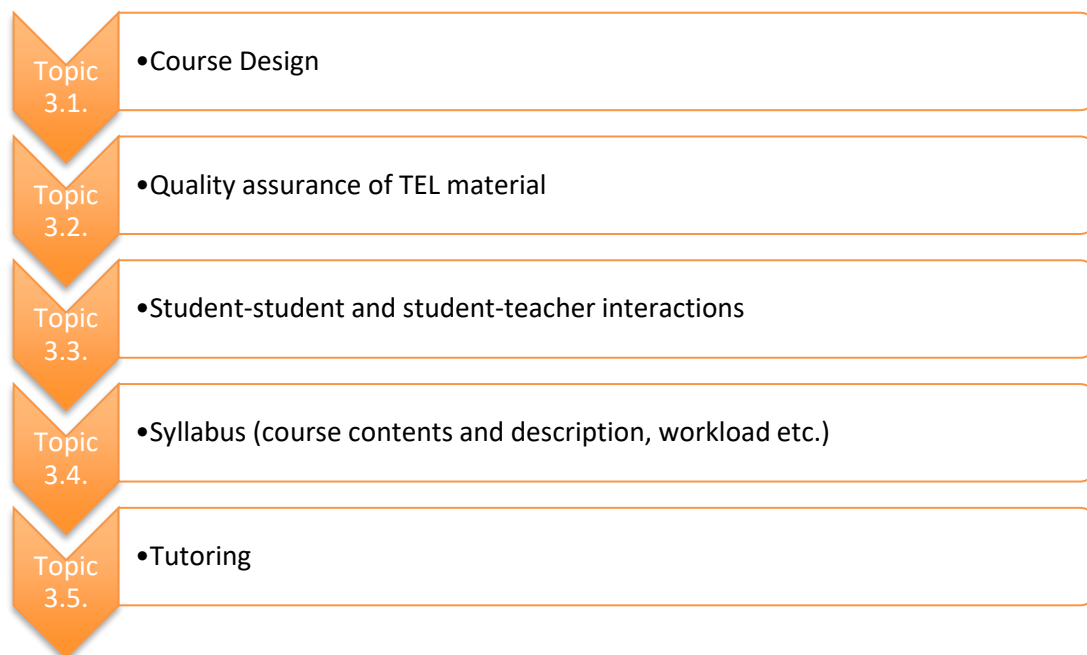 Topic
3.1.
•Course Design
Topic
3.2.
•Quality assurance of TEL material
Topic
3.3.
•Student-student and student-teacher interactions
Topic
3.4.
•Syllabus (course contents and description, workload etc.)
Topic
3.5.
•Tutoring